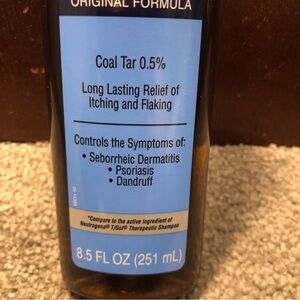 ORIGINAL FORMULA
Coal Tar 0.5%
Long Lasting Relief of
Itching and Flaking
Controls the Symptoms of:
• Seborrheic Dermatitis
• Psoriasis
• Dandruff
*Compare to the active ingredient of
Neutrogena® T/Gel® Therapeutic Shampoo
8.5 FL OZ (251 mL)